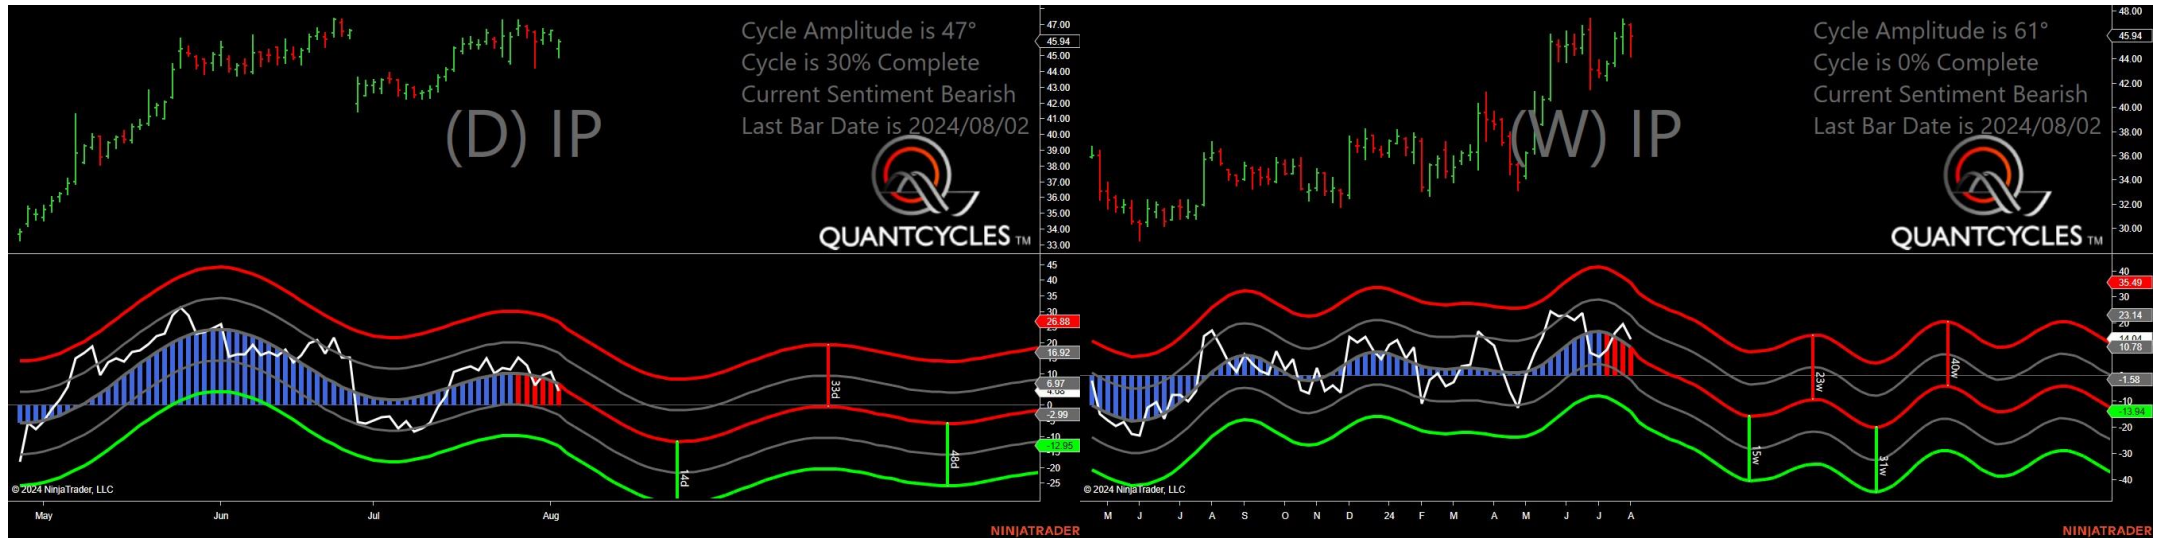 Cycle Amplitude is 47°
Cycle is 30% Complete
Current Sentiment Bearish
Last Bar Date is 2024/08/02
(D) IP
QUANTCYCLES TM
47.00
45.94
45.00
44.00
43.00
42.00
41.00
40.00
39.00
38.00
37.00
36.00
35.00
34.00
33.00
45
40
35
30
26.88
20
16.92
10
6.97
0
-2.99
-12.95
-20
-25
33d
14d
48d
© 2024 NinjaTrader, LLC
May Jun Jul Aug
NINJATRADER
Cycle Amplitude is 61°
Cycle is 0% Complete
Current Sentiment Bearish
Last Bar Date is 2024/08/02
(W) IP
QUANTCYCLES TM
48.00
45.94
44.00
42.00
40.00
38.00
36.00
34.00
32.00
30.00
40
35.49
30
23.14
20
14.04
10.78
-1.58
-10
-13.94
-20
-30
-40
23w
40w
15w
31w
© 2024 NinjaTrader, LLC
M J J A S O N D 24 F M A M J J A
NINJATRADER